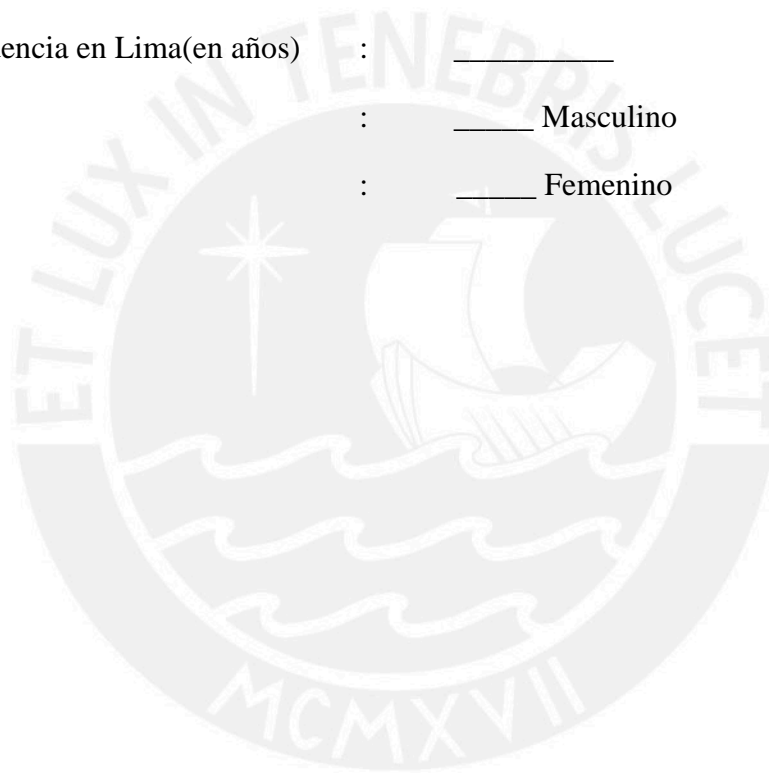 encia en Lima(en años) : __________
: _____ Masculino
: _____ Femenino
ET LUX IN TENEBRIS LUCET
MCMXVII